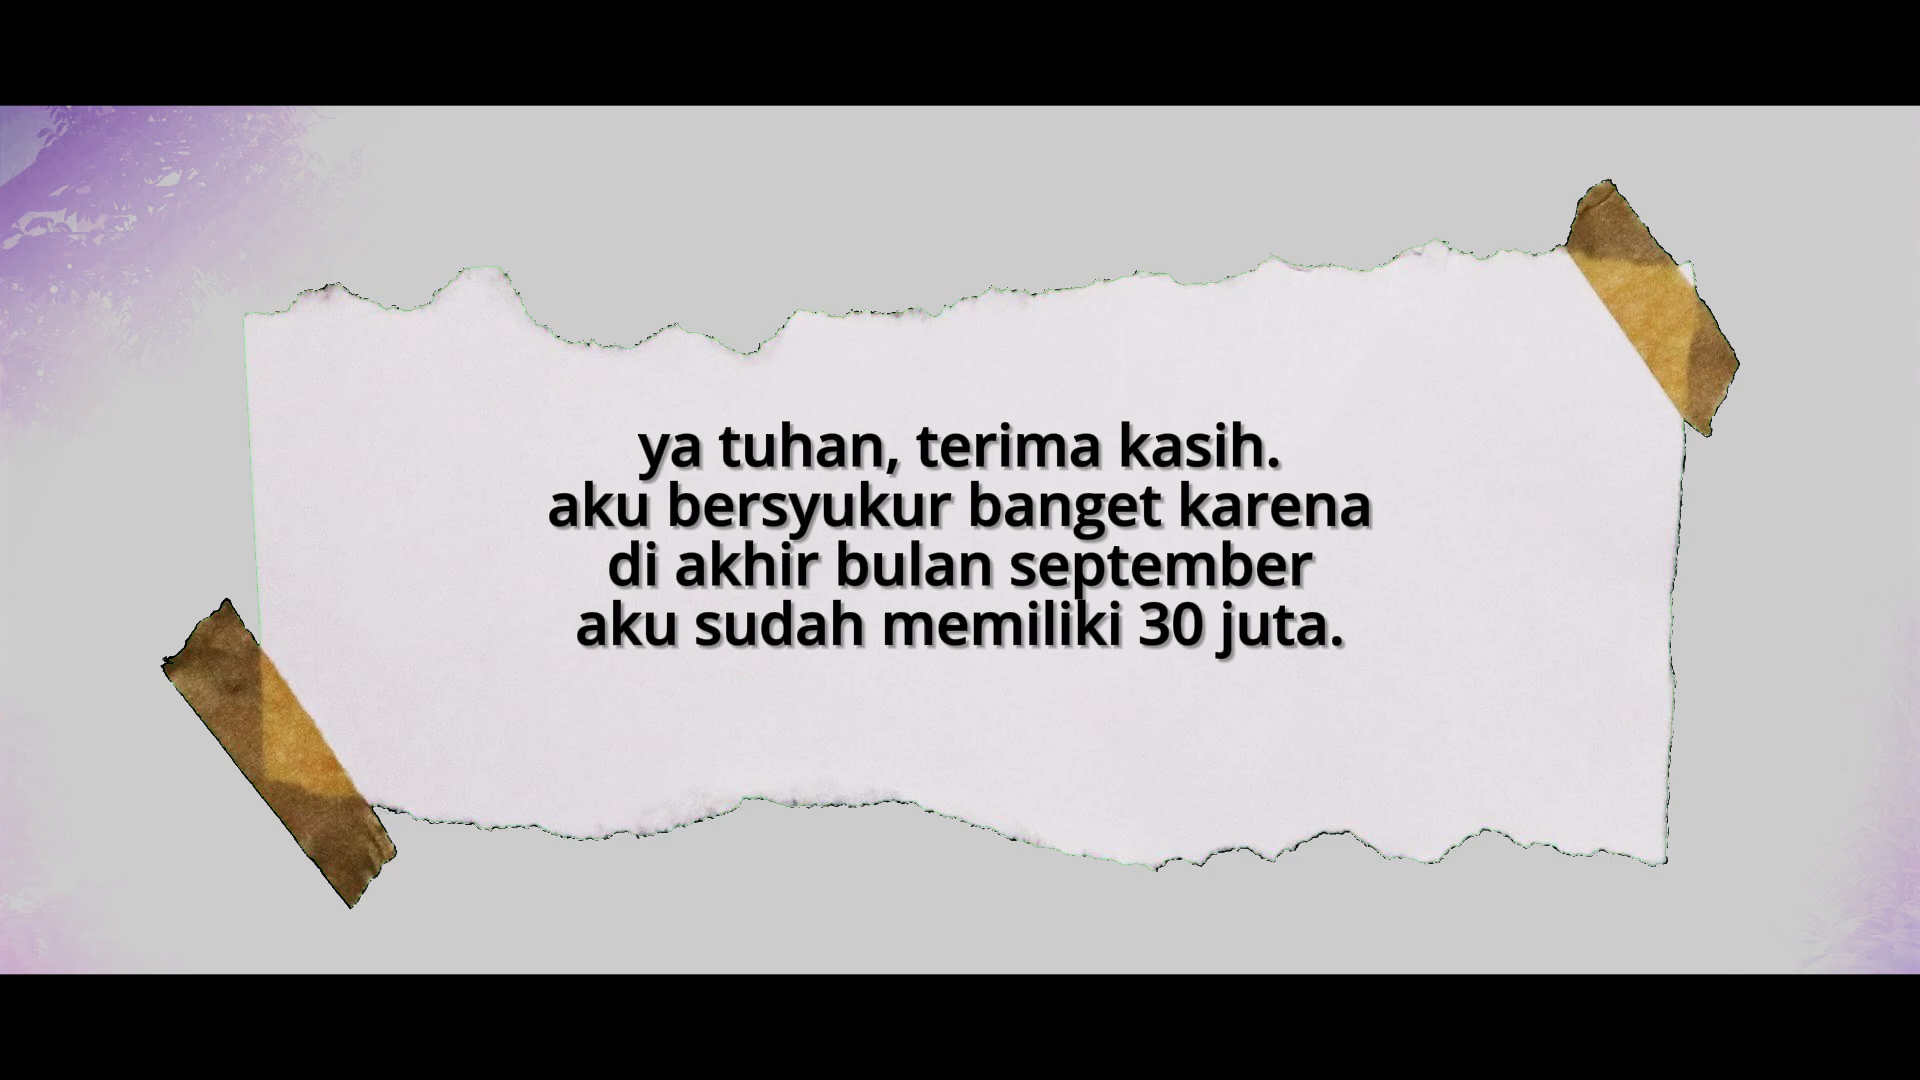 ya tuhan, terima kasih.
aku bersyukur banget karena
di akhir bulan september
aku sudah memiliki 30 juta.